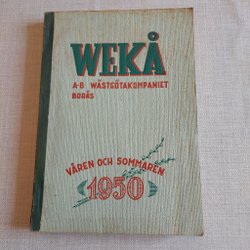 WEKÅ
A-B WÄSTGÖTAKOMPANIET
BORÅS
VÅREN OCH SOMMAREN
1950